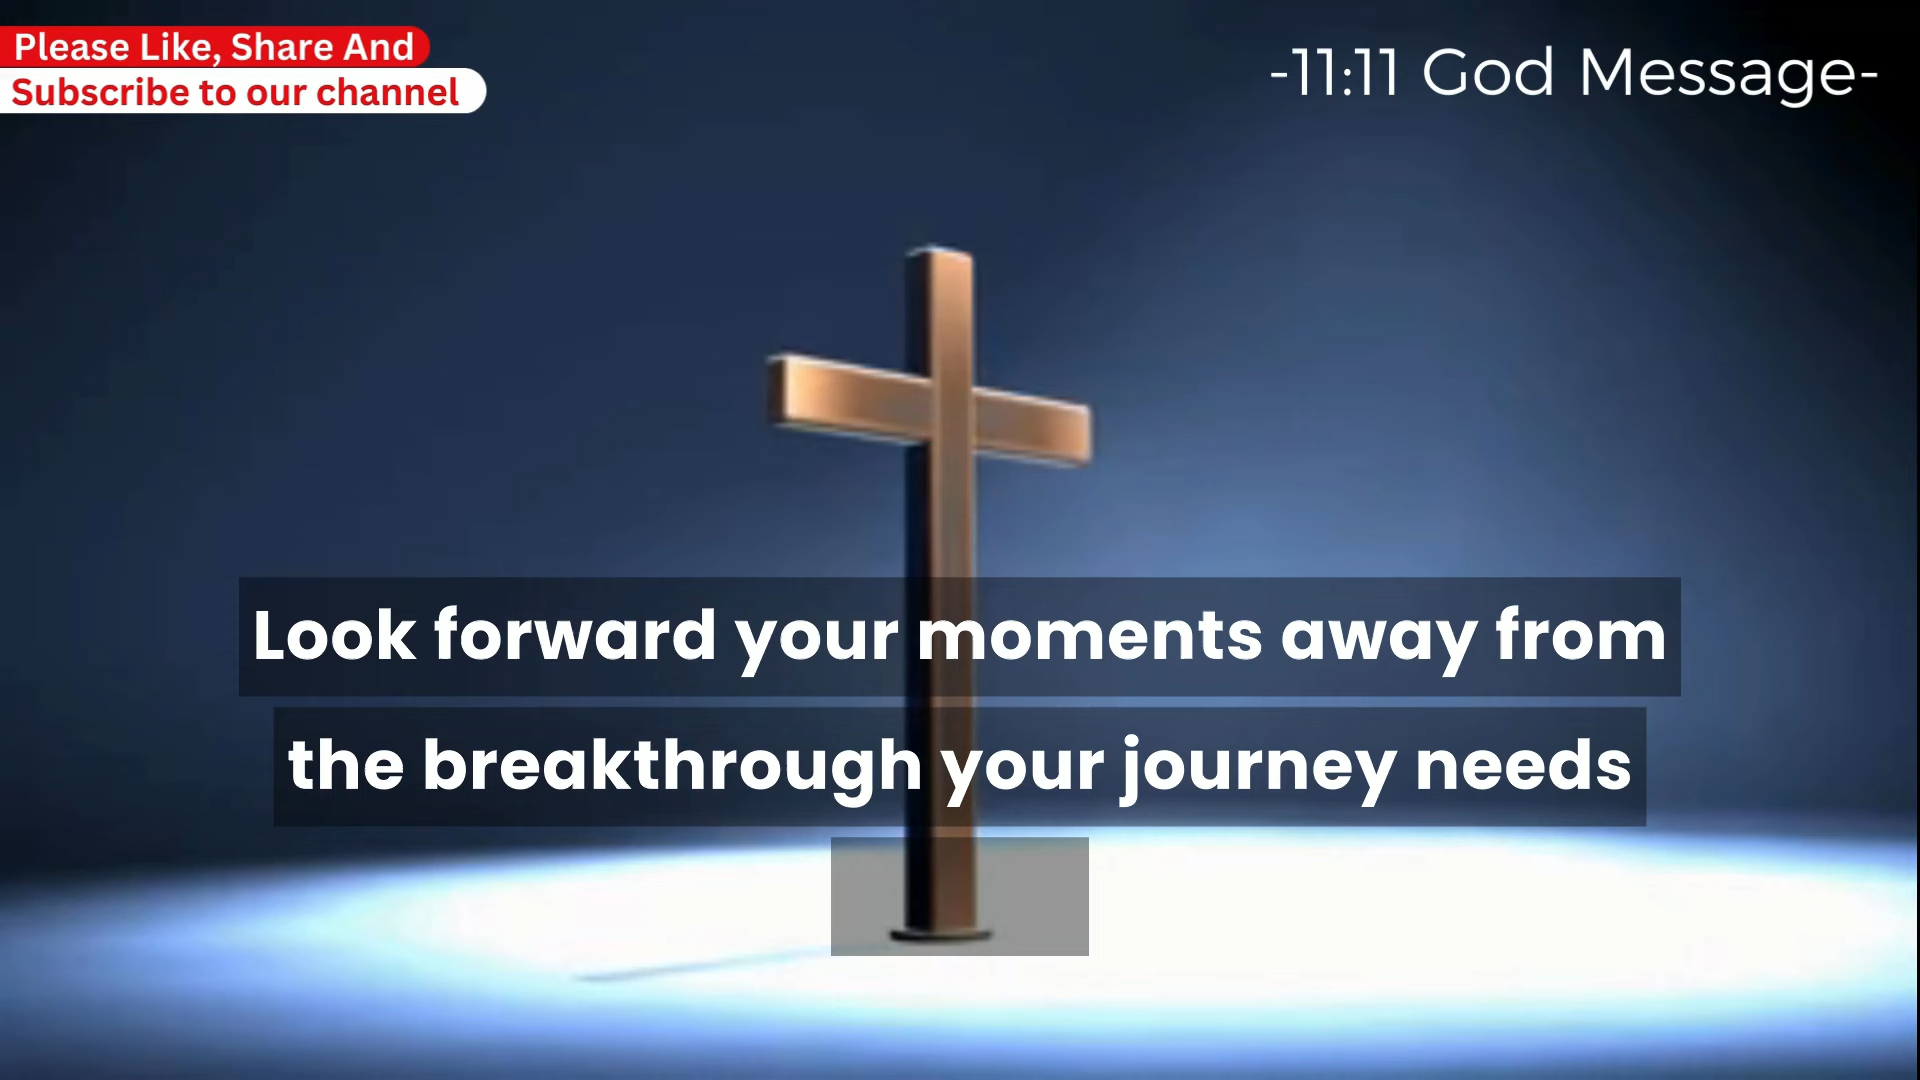 Please Like, Share And
Subscribe to our channel
-11:11 God Message-
Look forward your moments away from
the breakthrough your journey needs